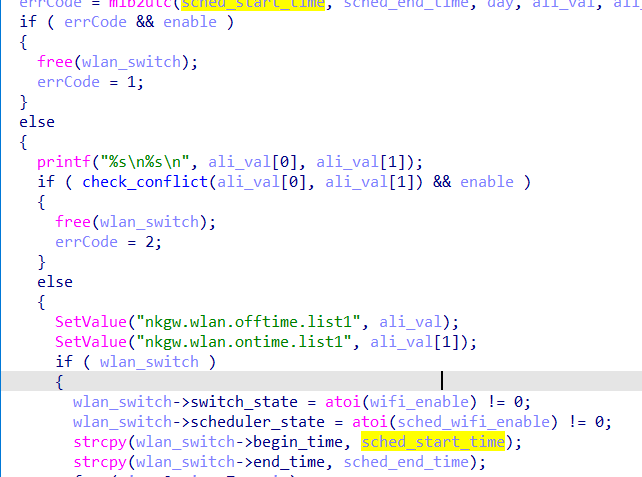 errCode = mib2utc(sched_start_time, sched_end_time, day, ali_val, ali_
if ( errCode && enable )
{
free(wlan_switch);
errCode = 1;
}
else
{
printf("%s\n%s\n", ali_val[0], ali_val[1]);
if ( check_conflict(ali_val[0], ali_val[1]) && enable )
{
free(wlan_switch);
errCode = 2;
}
else
{
SetValue("nkgw.wlan.offtime.list1", ali_val);
SetValue("nkgw.wlan.ontime.list1", ali_val[1]);
if ( wlan_switch )
{
wlan_switch->switch_state = atoi(wifi_enable) != 0;
wlan_switch->scheduler_state = atoi(sched_wifi_enable) != 0;
strcpy(wlan_switch->begin_time, sched_start_time);
strcpy(wlan_switch->end_time, sched_end_time);